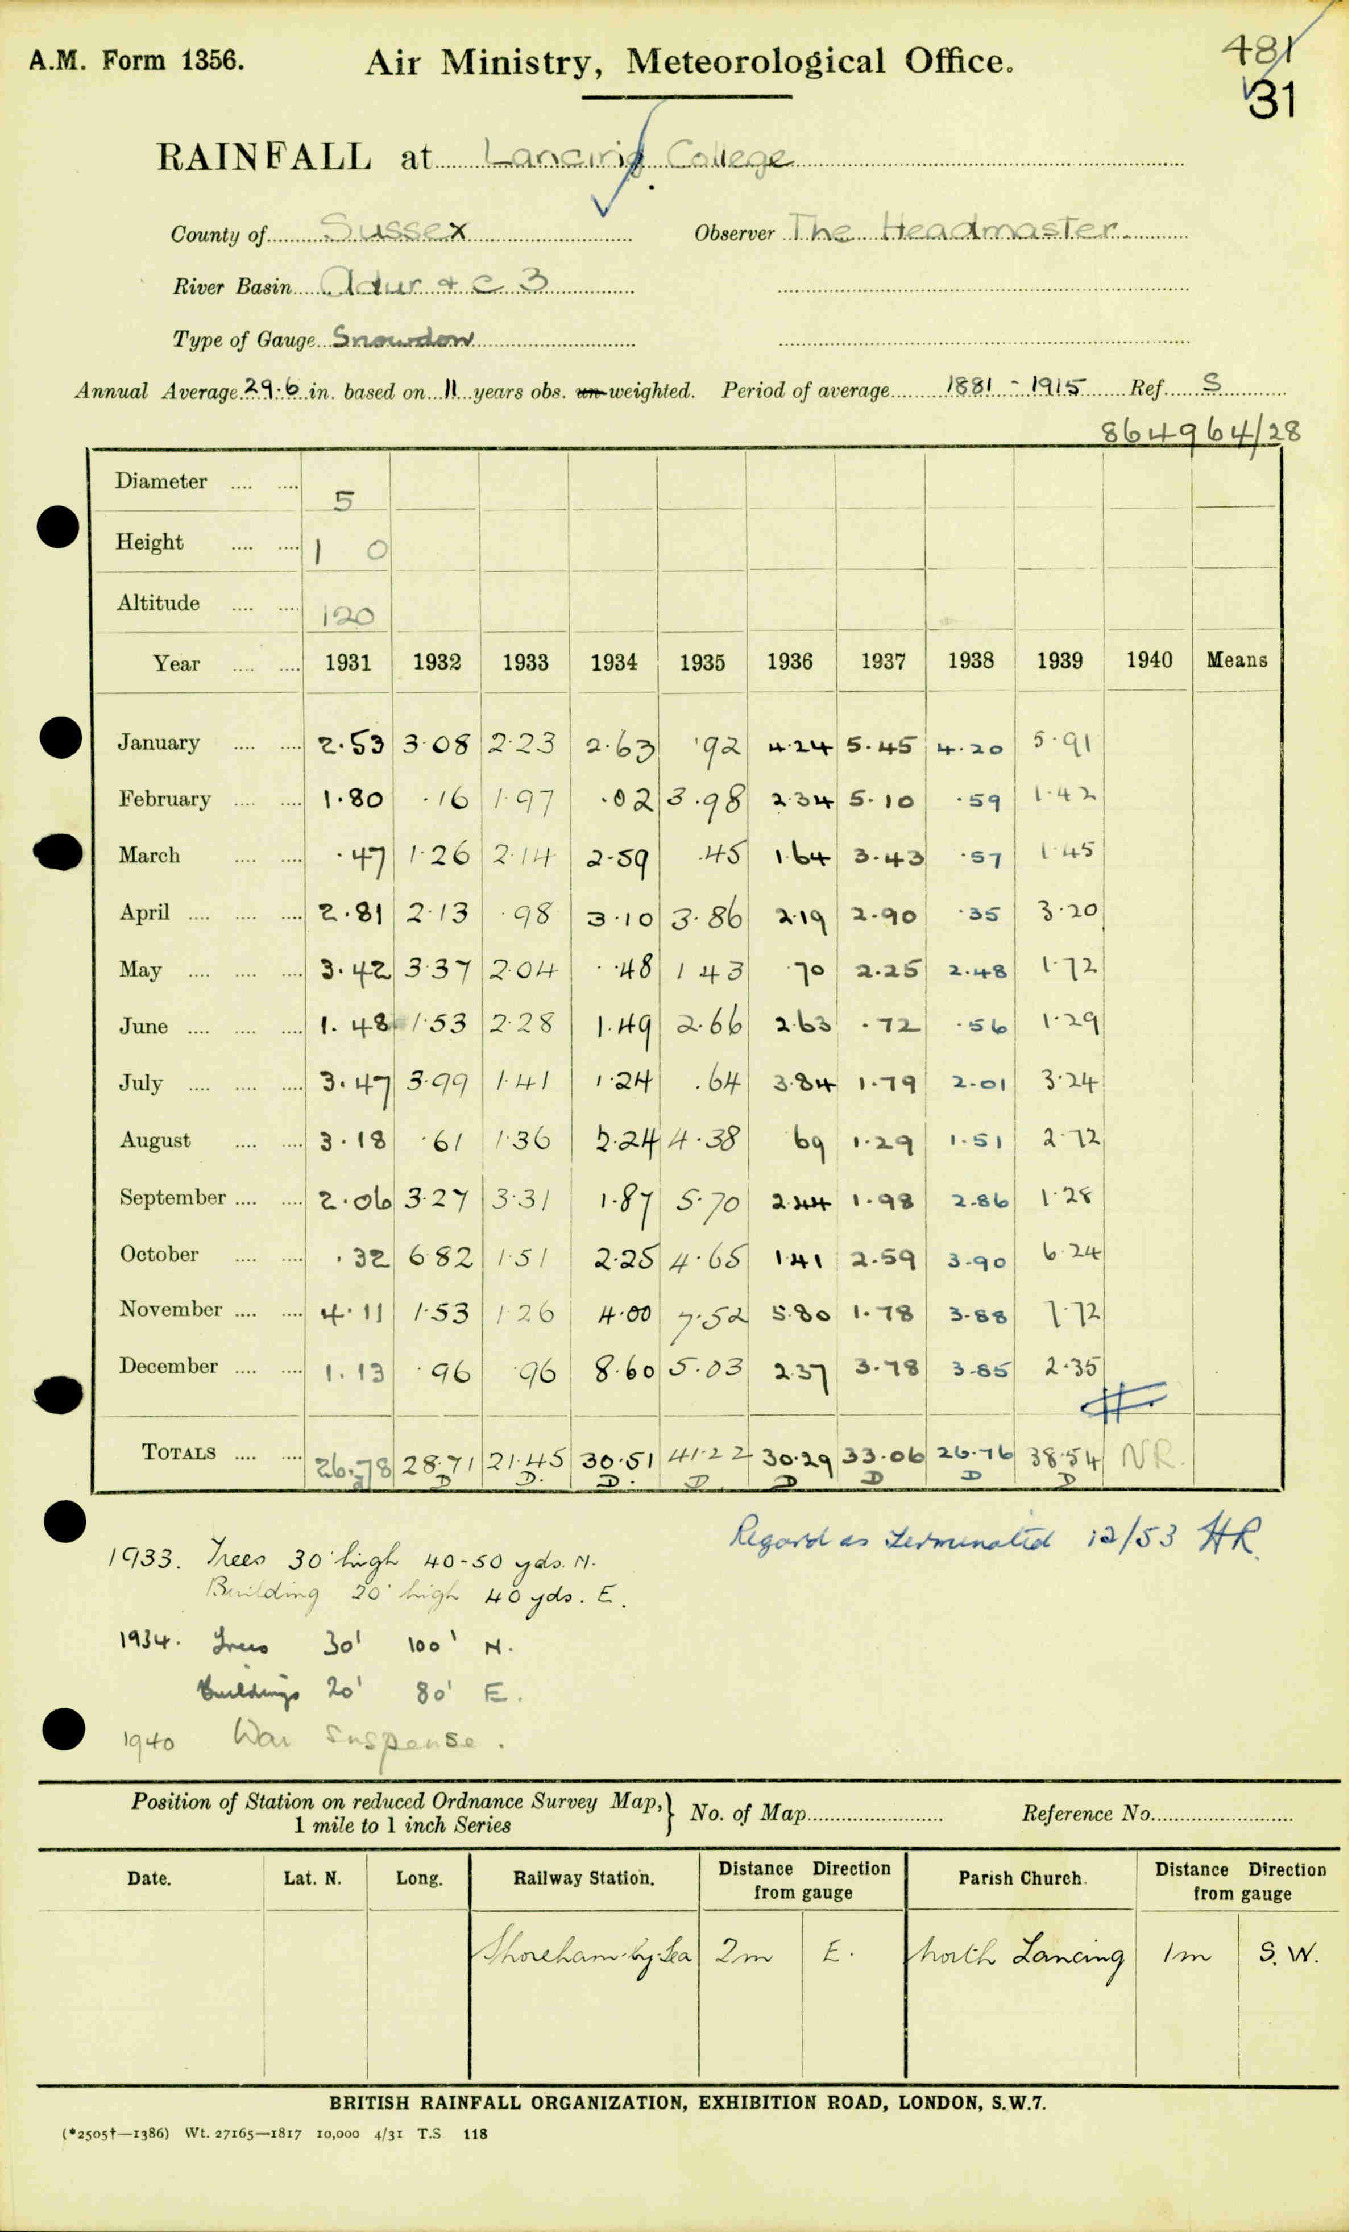 A.M. Form 1356. Air Ministry, Meteorological Office. 481
31
RAINFALL at Lancing College
County of Sussex Observer The Headmaster
River Basin Adur & c 3
Type of Gauge Snowdon
Annual Average 29.6 in. based on 11 years obs. un-weighted. Period of average 1881 - 1915 Ref. S
864964/28
Diameter 5
Height 1 0
Altitude 120
Year 1931 1932 1933 1934 1935 1936 1937 1938 1939 1940 Means
January 2.53 3.08 2.23 2.63 .92 4.24 5.45 4.20 5.91
February 1.80 .16 1.97 .02 3.98 2.34 5.10 .59 1.42
March .47 1.26 2.14 2.59 .45 1.64 3.43 .57 1.45
April 2.81 2.13 .98 3.10 3.86 2.19 2.90 .35 3.20
May 3.42 3.37 2.04 .48 1 43 .70 2.25 2.48 1.72
June 1.48 1.53 2.28 1.49 2.66 2.63 .72 .56 1.29
July 3.47 3.99 1.41 1.24 .64 3.84 1.79 2.01 3.24
August 3.18 .61 1.36 2.24 4.38 69 1.29 1.51 2.72
September 2.06 3.27 3.31 1.87 5.70 2.44 1.98 2.86 1.28
October .32 6.82 1.51 2.25 4.65 1.41 2.59 3.90 6.24
November 4.11 1.53 1.26 4.00 7.52 5.80 1.78 3.88 7.72
December 1.13 .96 .96 8.60 5.03 2.37 3.78 3.85 2.35
TOTALS 26.78 28.71 21.45 30.51 41.22 30.29 33.06 26.76 38.54 NR.
D D. D. D. D D D D
Regard as terminated 12/53 HR.
1933. Trees 30' high 40-50 yds. N.
Building 20' high 40 yds. E.
1934. Trees 30' 100' N.
Buildings 20' 80' E.
1940 War Suspense.
Position of Station on reduced Ordnance Survey Map, } No. of Map Reference No.
1 mile to 1 inch Series
Date. Lat. N. Long. Railway Station. Distance Direction from gauge Parish Church. Distance Direction from gauge
Shoreham-by-Sea 2m E. North Lancing 1m S.W.
BRITISH RAINFALL ORGANIZATION, EXHIBITION ROAD, LONDON, S.W.7.
(*2505†—1386) Wt. 27165—1817 10,000 4/31 T.S. 118